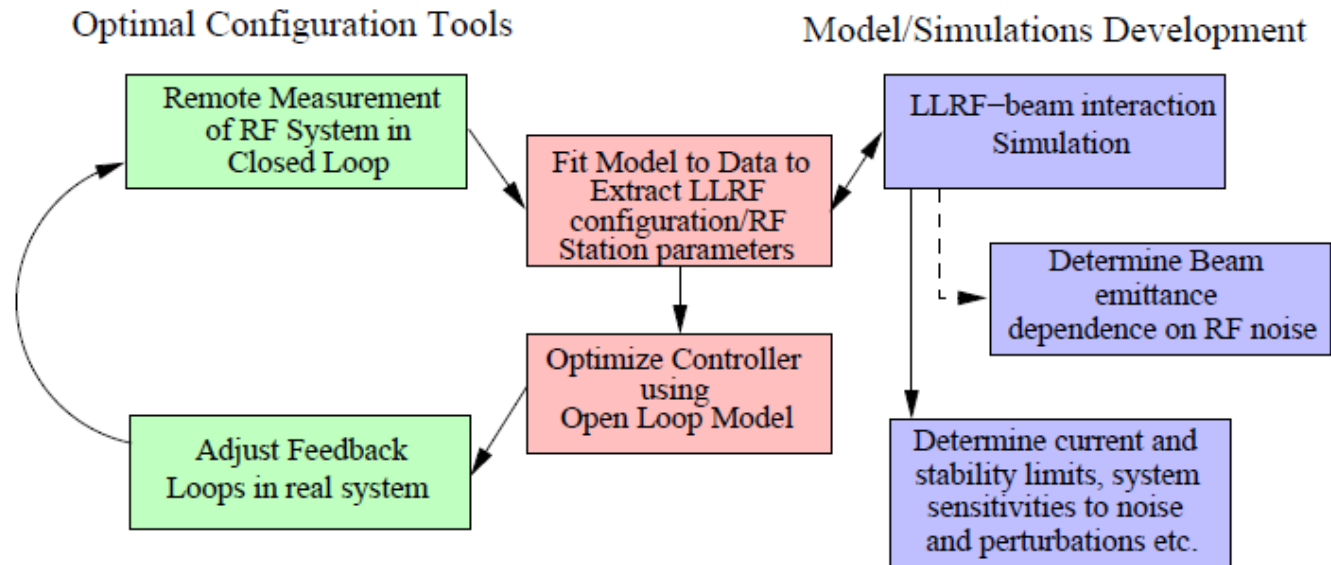 Optimal Configuration Tools
Model/Simulations Development
Remote Measurement
of RF System in
Closed Loop
Fit Model to Data to
Extract LLRF
configuration/RF
Station parameters
LLRF−beam interaction
Simulation
Determine Beam
emittance
dependence on RF noise
Optimize Controller
using
Open Loop Model
Adjust Feedback
Loops in real system
Determine current and
stability limits, system
sensitivities to noise
and perturbations etc.